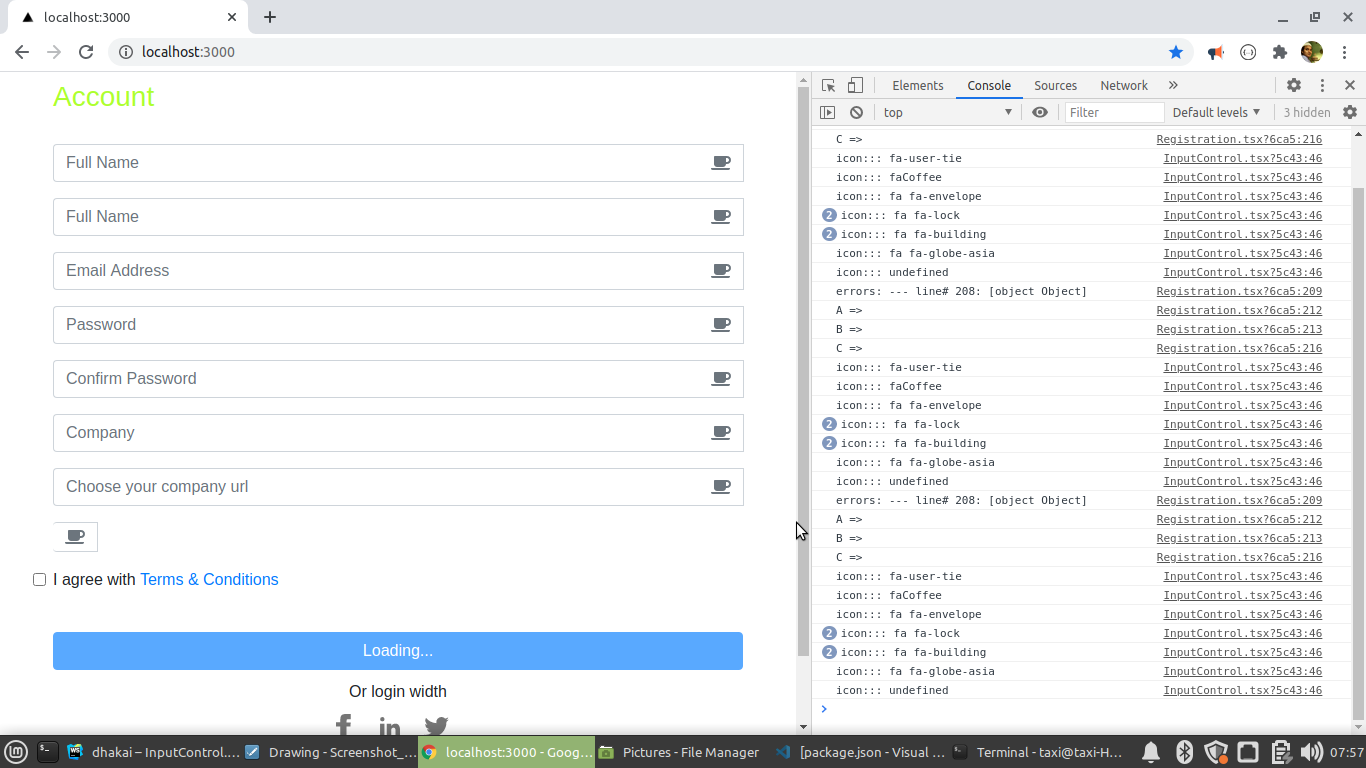 localhost:3000
localhost:3000
Account
Full Name
Full Name
Email Address
Password
Confirm Password
Company
Choose your company url
I agree with Terms & Conditions
Loading...
Or login width
Elements Console Sources Network
top Filter Default levels 3 hidden
C => Registration.tsx?6ca5:216
icon::: fa-user-tie InputControl.tsx?5c43:46
icon::: faCoffee InputControl.tsx?5c43:46
icon::: fa fa-envelope InputControl.tsx?5c43:46
2 icon::: fa fa-lock InputControl.tsx?5c43:46
2 icon::: fa fa-building InputControl.tsx?5c43:46
icon::: fa fa-globe-asia InputControl.tsx?5c43:46
icon::: undefined InputControl.tsx?5c43:46
errors: --- line# 208: [object Object] Registration.tsx?6ca5:209
A => Registration.tsx?6ca5:212
B => Registration.tsx?6ca5:213
C => Registration.tsx?6ca5:216
icon::: fa-user-tie InputControl.tsx?5c43:46
icon::: faCoffee InputControl.tsx?5c43:46
icon::: fa fa-envelope InputControl.tsx?5c43:46
2 icon::: fa fa-lock InputControl.tsx?5c43:46
2 icon::: fa fa-building InputControl.tsx?5c43:46
icon::: fa fa-globe-asia InputControl.tsx?5c43:46
icon::: undefined InputControl.tsx?5c43:46
errors: --- line# 208: [object Object] Registration.tsx?6ca5:209
A => Registration.tsx?6ca5:212
B => Registration.tsx?6ca5:213
C => Registration.tsx?6ca5:216
icon::: fa-user-tie InputControl.tsx?5c43:46
icon::: faCoffee InputControl.tsx?5c43:46
icon::: fa fa-envelope InputControl.tsx?5c43:46
2 icon::: fa fa-lock InputControl.tsx?5c43:46
2 icon::: fa fa-building InputControl.tsx?5c43:46
icon::: fa fa-globe-asia InputControl.tsx?5c43:46
icon::: undefined InputControl.tsx?5c43:46
dhakai – InputControl.... Drawing - Screenshot_... localhost:3000 - Goog... Pictures - File Manager [package.json - Visual ... Terminal - taxi@taxi-H... 07:57